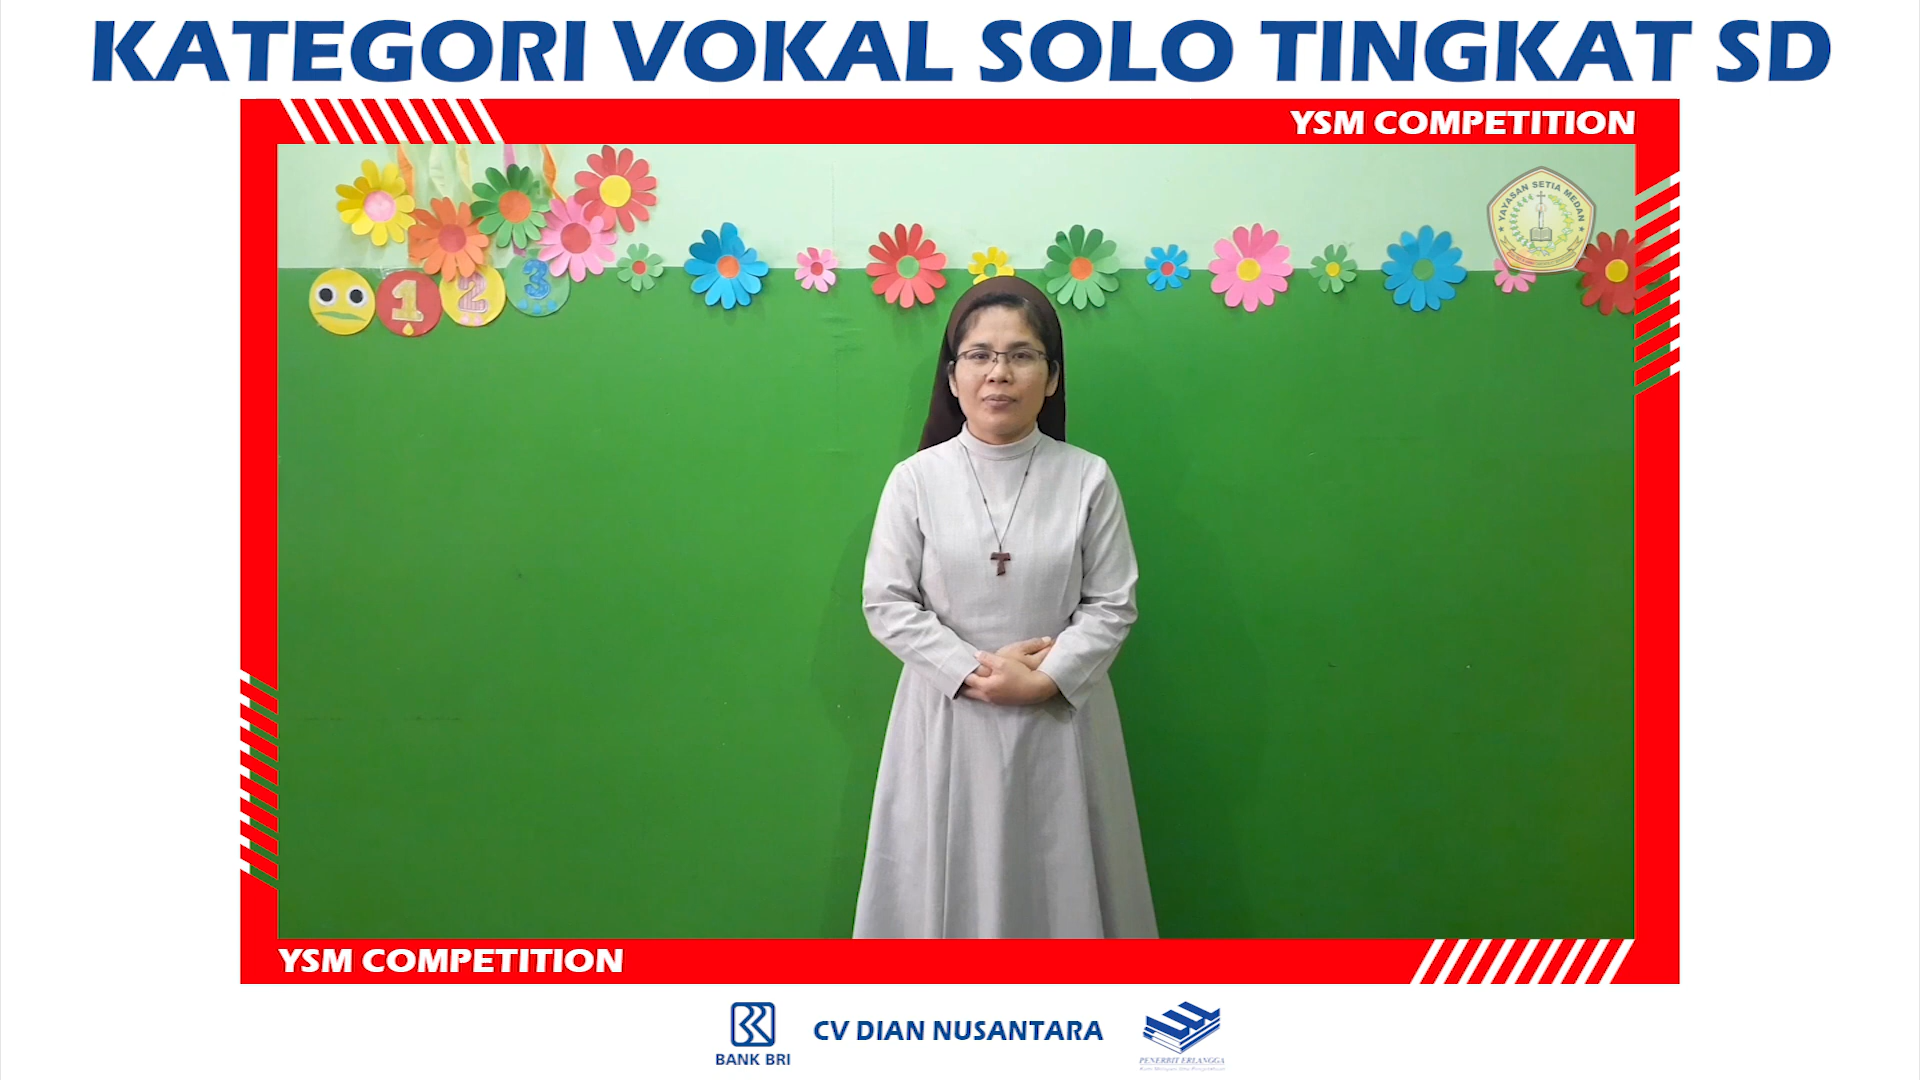 KATEGORI VOKAL SOLO TINGKAT SD
YSM COMPETITION
YAYASAN SETIA MEDAN
1 2 3
YSM COMPETITION
BANK BRI
CV DIAN NUSANTARA
PENERBIT ERLANGGA